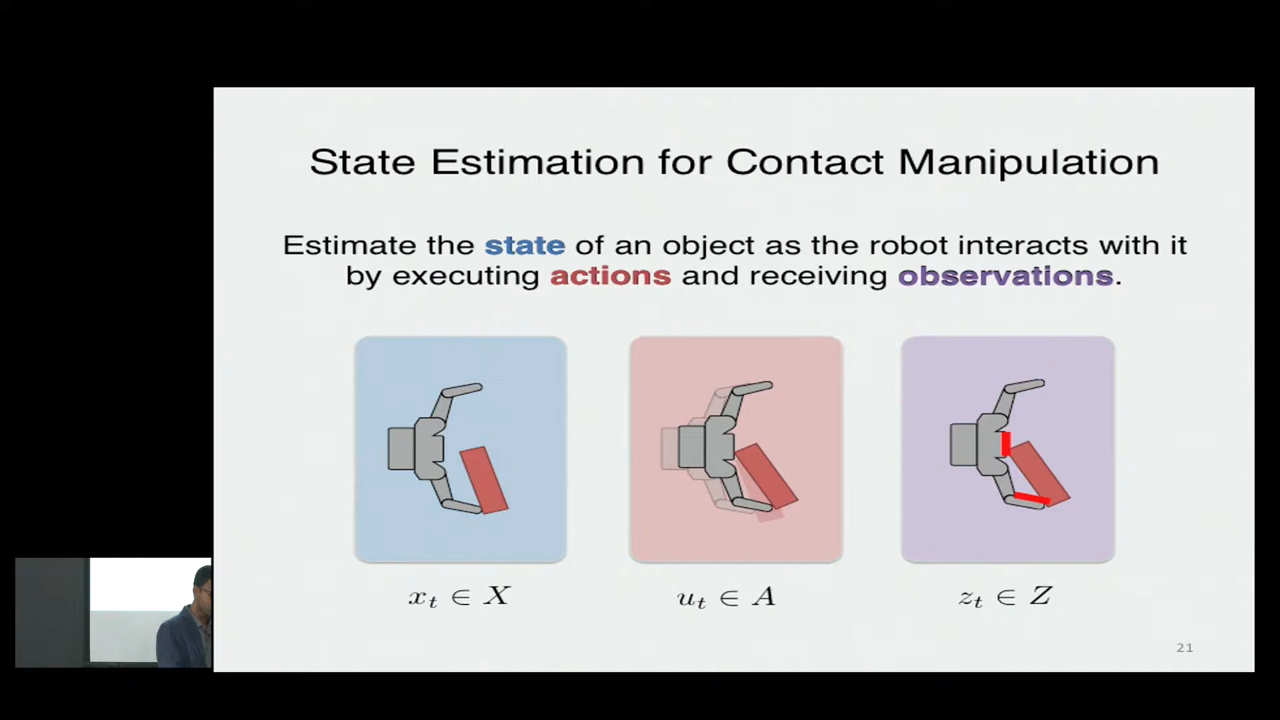 State Estimation for Contact Manipulation
Estimate the state of an object as the robot interacts with it
by executing actions and receiving observations.
x_t ∈ X
u_t ∈ A
z_t ∈ Z
21